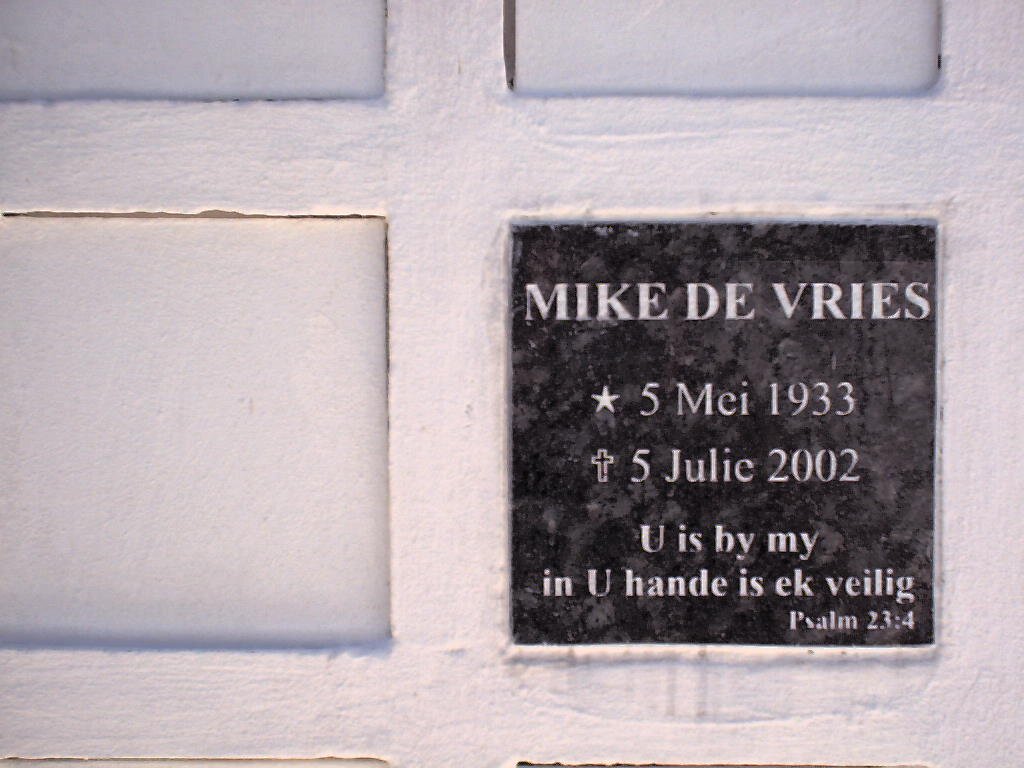 MIKE DE VRIES
★ 5 Mei 1933
✞ 5 Julie 2002
U is by my
in U hande is ek veilig
Psalm 23:4